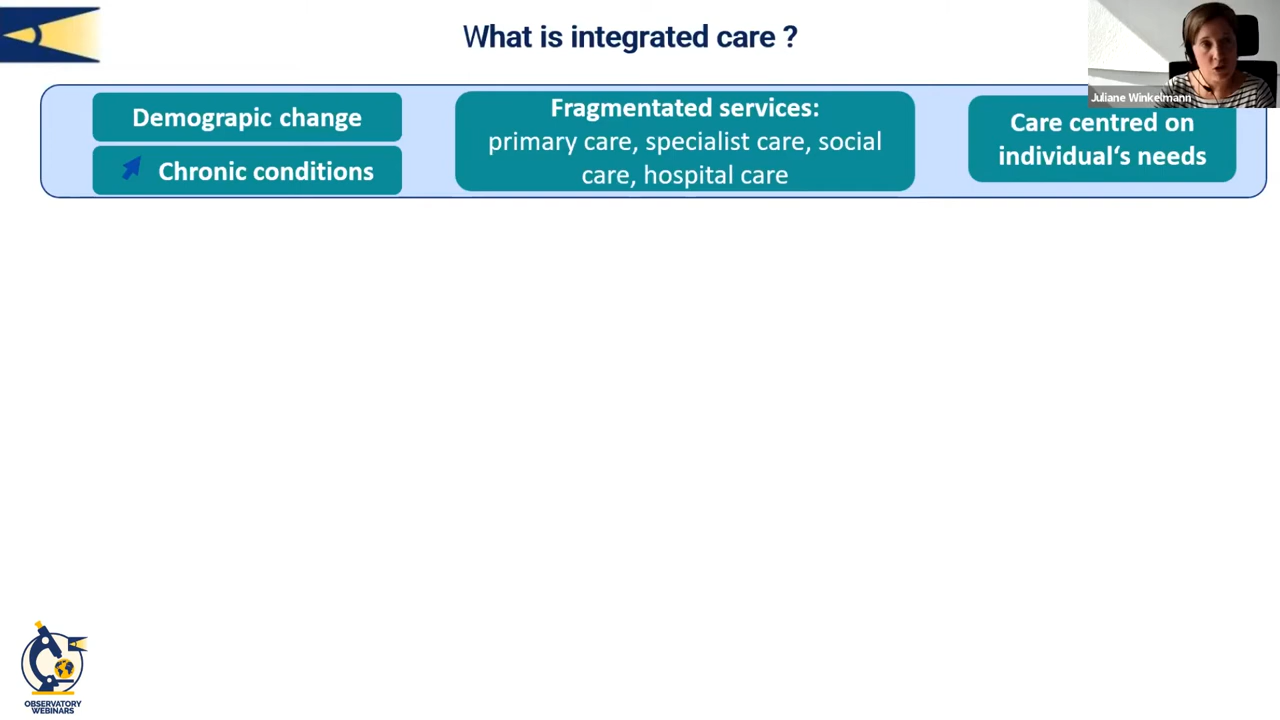 What is integrated care ?
Juliane Winkelmann
Demograpic change
Chronic conditions
Fragmentated services:
primary care, specialist care, social
care, hospital care
Care centred on
individual‘s needs
OBSERVATORY
WEBINARS